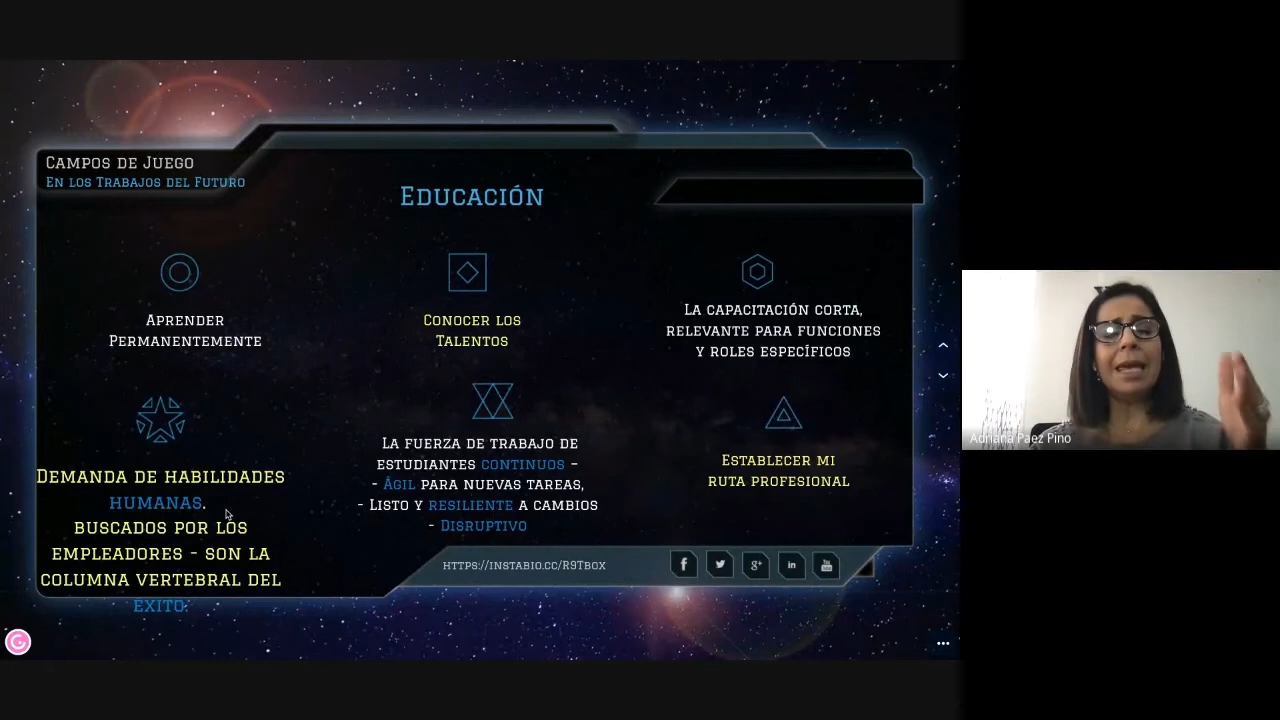 Campos de Juego
En los Trabajos del Futuro
Educación
Aprender
Permanentemente
Conocer los
Talentos
La capacitación corta,
relevante para funciones
y roles específicos
Demanda de habilidades
humanas.
buscados por los
empleadores - son la
columna vertebral del
exito.
La fuerza de trabajo de
estudiantes continuos -
- Ágil para nuevas tareas,
- Listo y resiliente a cambios
- Disruptivo
Establecer mi
ruta profesional
https://instabio.cc/R9Tbox
f
g+
in
You
Tube
Adriana Paez Pino